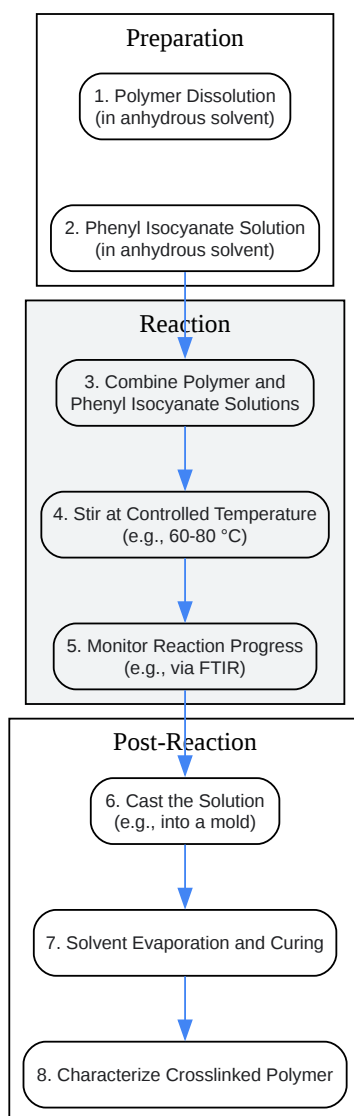 Preparation
1. Polymer Dissolution
(in anhydrous solvent)
2. Phenyl Isocyanate Solution
(in anhydrous solvent)
Reaction
3. Combine Polymer and
Phenyl Isocyanate Solutions
4. Stir at Controlled Temperature
(e.g., 60-80 °C)
5. Monitor Reaction Progress
(e.g., via FTIR)
Post-Reaction
6. Cast the Solution
(e.g., into a mold)
7. Solvent Evaporation and Curing
8. Characterize Crosslinked Polymer